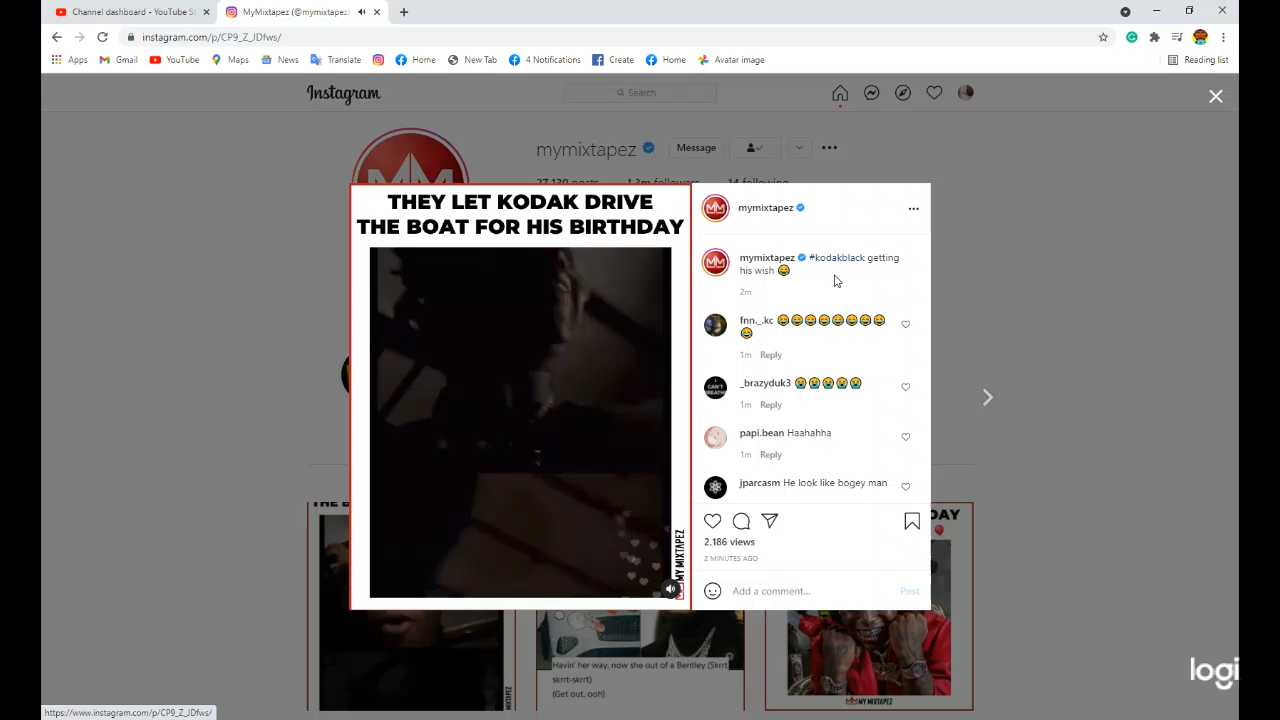 Channel dashboard - YouTube St
MyMixtapez (@mymixtapez)
instagram.com/p/CP9_Z_JDfws/
Apps Gmail YouTube Maps News Translate Home New Tab 4 Notifications Create Home Avatar image Reading list
Instagram
Search
mymixtapez Message
THEY LET KODAK DRIVE
THE BOAT FOR HIS BIRTHDAY
MY MIXTAPEZ
mymixtapez
mymixtapez #kodakblack getting
his wish 😂
2m
fnn._.kc 😂😂😂😂😂😂😂😂
😂
1m Reply
_brazyduk3 😭😭😭😭😭
1m Reply
papi.bean Haahahha
1m Reply
jparcasm He look like bogey man
2,186 views
2 MINUTES AGO
Add a comment... Post
DAY
MY MIXTAPEZ
Havin' her way, now she out of a Bentley (Skrrt
skrrt-skrrt)
(Get out, ooh)
MY MIXTAPEZ
logi
https://www.instagram.com/p/CP9_Z_JDfws/